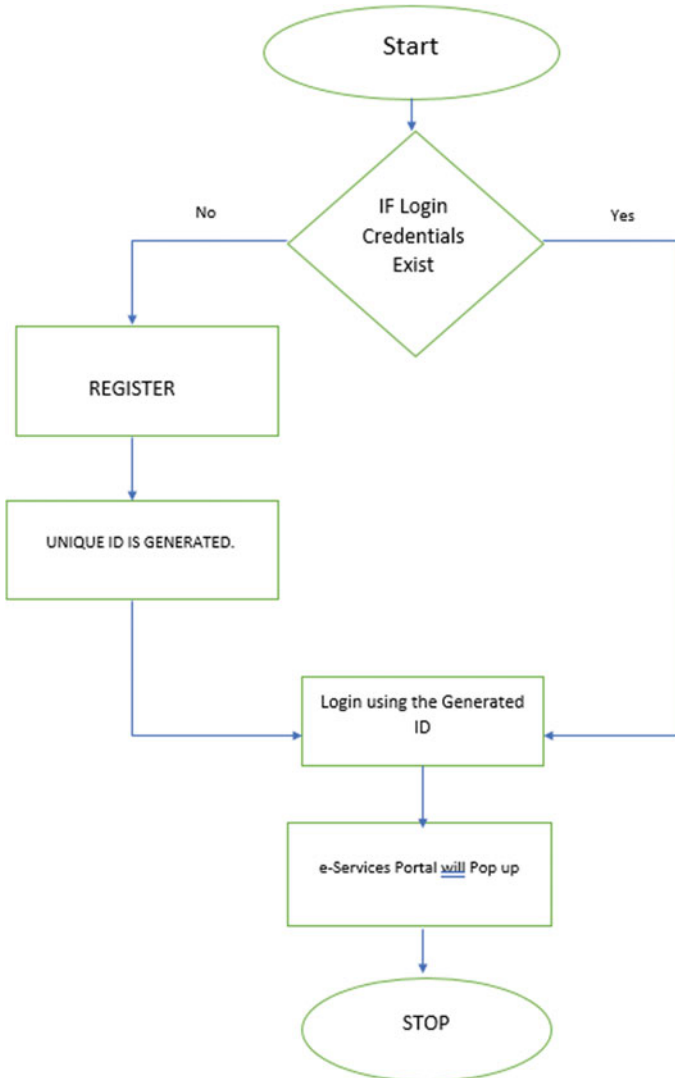 Start
IF Login
Credentials
Exist
No
Yes
REGISTER
UNIQUE ID IS GENERATED.
Login using the Generated
ID
e-Services Portal will Pop up
STOP